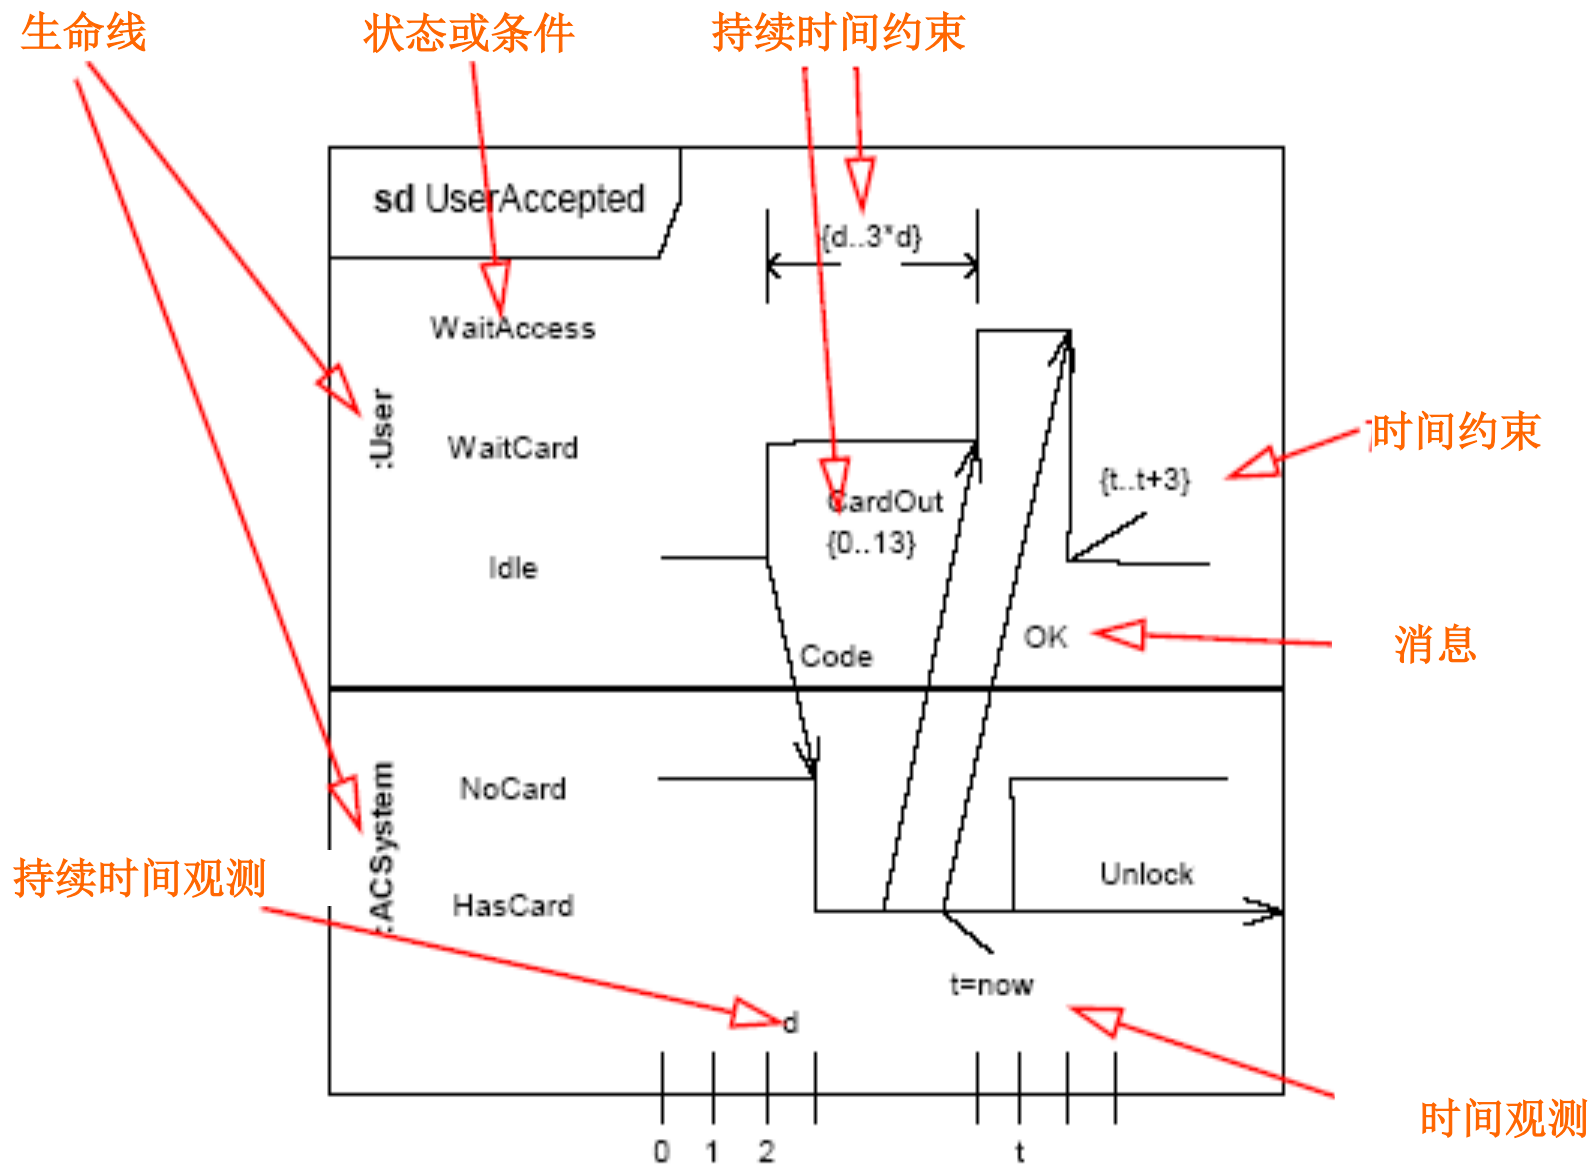 生命线
状态或条件
持续时间约束
sd UserAccepted
{d..3*d}
WaitAccess
:User
WaitCard
时间约束
{t..t+3}
CardOut
{0..13}
Idle
OK
消息
Code
NoCard
:ACSystem
持续时间观测
Unlock
HasCard
t=now
d
时间观测
0 1 2 t